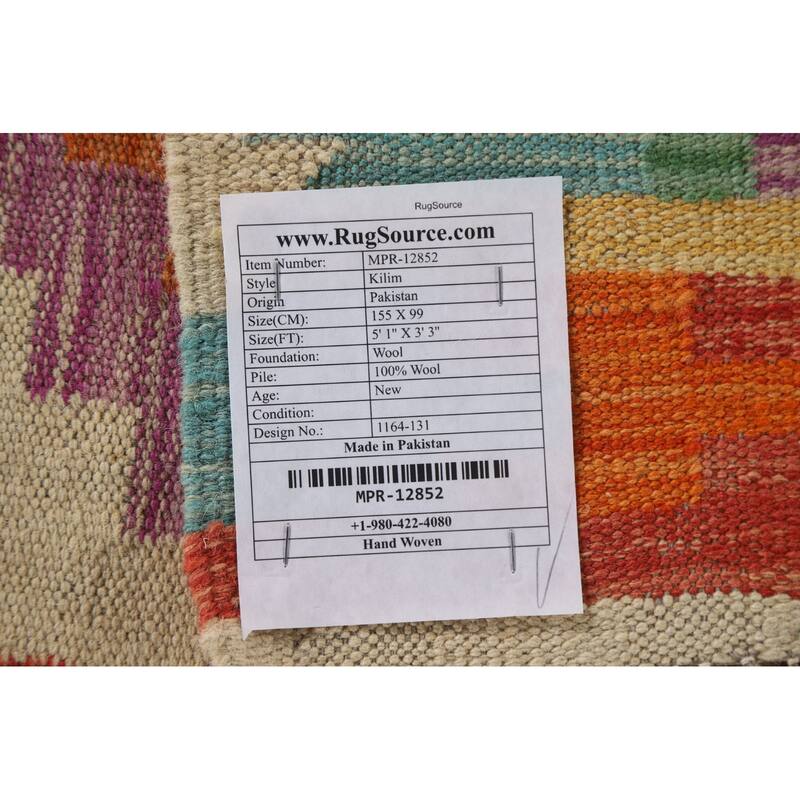 RugSource
www.RugSource.com
Item Number: MPR-12852
Style Kilim
Origin Pakistan
Size(CM): 155 X 99
Size(FT): 5' 1" X 3' 3"
Foundation: Wool
Pile: 100% Wool
Age: New
Condition:
Design No.: 1164-131
Made in Pakistan
MPR-12852
+1-980-422-4080
Hand Woven